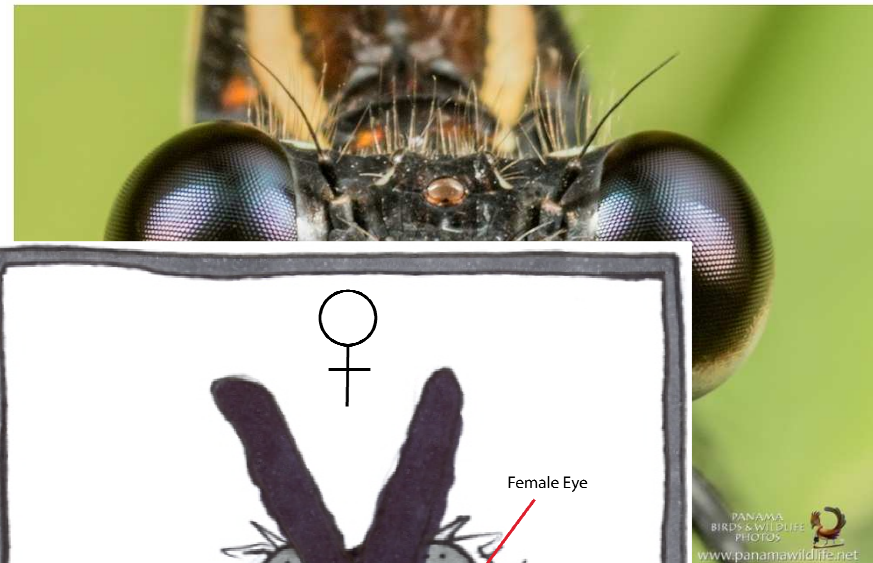 Female Eye
PANAMA
BIRDS & WILDLIFE
PHOTOS
www.panamawildlife.net